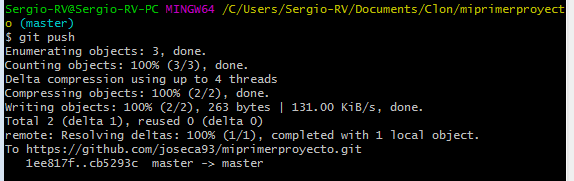 Sergio-RV@Sergio-RV-PC MINGW64 /C/Users/Sergio-RV/Documents/Clon/miprimerproyect
o (master)
$ git push
Enumerating objects: 3, done.
Counting objects: 100% (3/3), done.
Delta compression using up to 4 threads
Compressing objects: 100% (2/2), done.
Writing objects: 100% (2/2), 263 bytes | 131.00 KiB/s, done.
Total 2 (delta 1), reused 0 (delta 0)
remote: Resolving deltas: 100% (1/1), completed with 1 local object.
To https://github.com/joseca93/miprimerproyecto.git
   1ee817f..cb5293c  master -> master